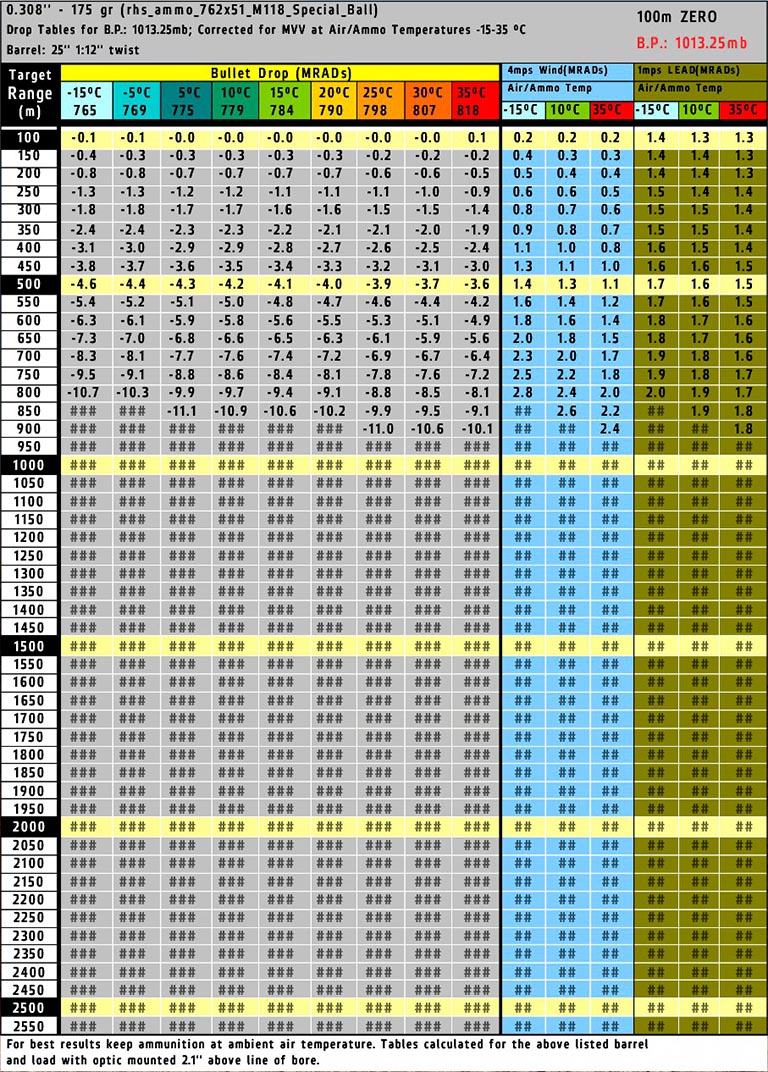 0.308'' - 175 gr (rhs_ammo_762x51_M118_Special_Ball)
100m ZERO
Drop Tables for B.P.: 1013.25mb; Corrected for MVV at Air/Ammo Temperatures -15-35 ºC
B.P.: 1013.25mb
Barrel: 25'' 1:12'' twist
Target Range (m) Bullet Drop (MRADs) 4mps Wind(MRADs) 1mps LEAD(MRADs)
Air/Ammo Temp Air/Ammo Temp
-15ºC -5ºC 5ºC 10ºC 15ºC 20ºC 25ºC 30ºC 35ºC -15ºC 10ºC 35ºC -15ºC 10ºC 35ºC
765 769 775 779 784 790 798 807 818
100 -0.1 -0.1 -0.0 -0.0 -0.0 -0.0 -0.0 -0.0 0.1 0.2 0.2 0.2 1.4 1.3 1.3
150 -0.4 -0.3 -0.3 -0.3 -0.3 -0.3 -0.2 -0.2 -0.2 0.4 0.3 0.3 1.4 1.4 1.3
200 -0.8 -0.8 -0.7 -0.7 -0.7 -0.6 -0.6 -0.6 -0.5 0.5 0.4 0.4 1.4 1.4 1.3
250 -1.3 -1.3 -1.2 -1.2 -1.1 -1.1 -1.1 -1.0 -0.9 0.6 0.6 0.5 1.5 1.4 1.4
300 -1.8 -1.8 -1.7 -1.7 -1.6 -1.6 -1.5 -1.5 -1.4 0.8 0.7 0.6 1.5 1.5 1.4
350 -2.4 -2.4 -2.3 -2.3 -2.2 -2.1 -2.1 -2.0 -1.9 0.9 0.8 0.7 1.5 1.5 1.4
400 -3.1 -3.0 -2.9 -2.9 -2.8 -2.7 -2.6 -2.5 -2.4 1.1 1.0 0.8 1.6 1.5 1.4
450 -3.8 -3.7 -3.6 -3.5 -3.4 -3.3 -3.2 -3.1 -3.0 1.3 1.1 1.0 1.6 1.6 1.5
500 -4.6 -4.4 -4.3 -4.2 -4.1 -4.0 -3.9 -3.7 -3.6 1.4 1.3 1.1 1.7 1.6 1.5
550 -5.4 -5.2 -5.1 -5.0 -4.8 -4.7 -4.6 -4.4 -4.2 1.6 1.4 1.2 1.7 1.6 1.5
600 -6.3 -6.1 -5.9 -5.8 -5.6 -5.5 -5.3 -5.1 -4.9 1.8 1.6 1.4 1.8 1.7 1.6
650 -7.3 -7.0 -6.8 -6.6 -6.5 -6.3 -6.1 -5.9 -5.6 2.0 1.8 1.5 1.8 1.7 1.6
700 -8.3 -8.1 -7.7 -7.6 -7.4 -7.2 -6.9 -6.7 -6.4 2.3 2.0 1.7 1.9 1.8 1.6
750 -9.5 -9.1 -8.8 -8.6 -8.4 -8.1 -7.8 -7.6 -7.2 2.5 2.2 1.8 1.9 1.8 1.7
800 -10.7 -10.3 -9.9 -9.7 -9.4 -9.1 -8.8 -8.5 -8.1 2.8 2.4 2.0 2.0 1.9 1.7
850 ### ### -11.1 -10.9 -10.6 -10.2 -9.9 -9.5 -9.1 ## 2.6 2.2 ## 1.9 1.8
900 ### ### ### ### ### ### -11.0 -10.6 -10.1 ## ## 2.4 ## ## 1.8
950 ### ### ### ### ### ### ### ### ### ## ## ## ## ## ##
1000 ### ### ### ### ### ### ### ### ### ## ## ## ## ## ##
1050 ### ### ### ### ### ### ### ### ### ## ## ## ## ## ##
1100 ### ### ### ### ### ### ### ### ### ## ## ## ## ## ##
1150 ### ### ### ### ### ### ### ### ### ## ## ## ## ## ##
1200 ### ### ### ### ### ### ### ### ### ## ## ## ## ## ##
1250 ### ### ### ### ### ### ### ### ### ## ## ## ## ## ##
1300 ### ### ### ### ### ### ### ### ### ## ## ## ## ## ##
1350 ### ### ### ### ### ### ### ### ### ## ## ## ## ## ##
1400 ### ### ### ### ### ### ### ### ### ## ## ## ## ## ##
1450 ### ### ### ### ### ### ### ### ### ## ## ## ## ## ##
1500 ### ### ### ### ### ### ### ### ### ## ## ## ## ## ##
1550 ### ### ### ### ### ### ### ### ### ## ## ## ## ## ##
1600 ### ### ### ### ### ### ### ### ### ## ## ## ## ## ##
1650 ### ### ### ### ### ### ### ### ### ## ## ## ## ## ##
1700 ### ### ### ### ### ### ### ### ### ## ## ## ## ## ##
1750 ### ### ### ### ### ### ### ### ### ## ## ## ## ## ##
1800 ### ### ### ### ### ### ### ### ### ## ## ## ## ## ##
1850 ### ### ### ### ### ### ### ### ### ## ## ## ## ## ##
1900 ### ### ### ### ### ### ### ### ### ## ## ## ## ## ##
1950 ### ### ### ### ### ### ### ### ### ## ## ## ## ## ##
2000 ### ### ### ### ### ### ### ### ### ## ## ## ## ## ##
2050 ### ### ### ### ### ### ### ### ### ## ## ## ## ## ##
2100 ### ### ### ### ### ### ### ### ### ## ## ## ## ## ##
2150 ### ### ### ### ### ### ### ### ### ## ## ## ## ## ##
2200 ### ### ### ### ### ### ### ### ### ## ## ## ## ## ##
2250 ### ### ### ### ### ### ### ### ### ## ## ## ## ## ##
2300 ### ### ### ### ### ### ### ### ### ## ## ## ## ## ##
2350 ### ### ### ### ### ### ### ### ### ## ## ## ## ## ##
2400 ### ### ### ### ### ### ### ### ### ## ## ## ## ## ##
2450 ### ### ### ### ### ### ### ### ### ## ## ## ## ## ##
2500 ### ### ### ### ### ### ### ### ### ## ## ## ## ## ##
2550 ### ### ### ### ### ### ### ### ### ## ## ## ## ## ##
For best results keep ammunition at ambient air temperature. Tables calculated for the above listed barrel
and load with optic mounted 2.1'' above line of bore.